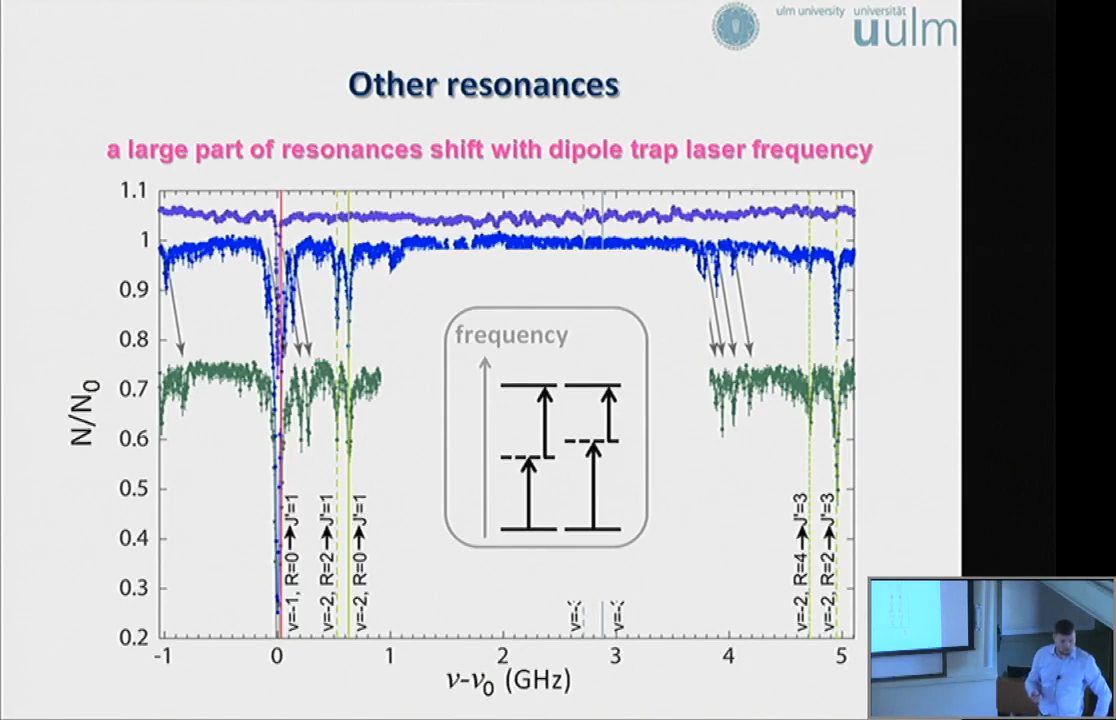 ulm university universität
uulm
Other resonances
a large part of resonances shift with dipole trap laser frequency
1.1
1
0.9
0.8
0.7
0.6
0.5
0.4
0.3
0.2
N/N₀
frequency
v=-1, R=0→J'=1
v=-2, R=2→J'=1
v=-2, R=0→J'=1
v=-2, R=4→J'=3
v=-2, R=2→J'=3
-1 0 1 2 3 4 5
ν-ν₀ (GHz)